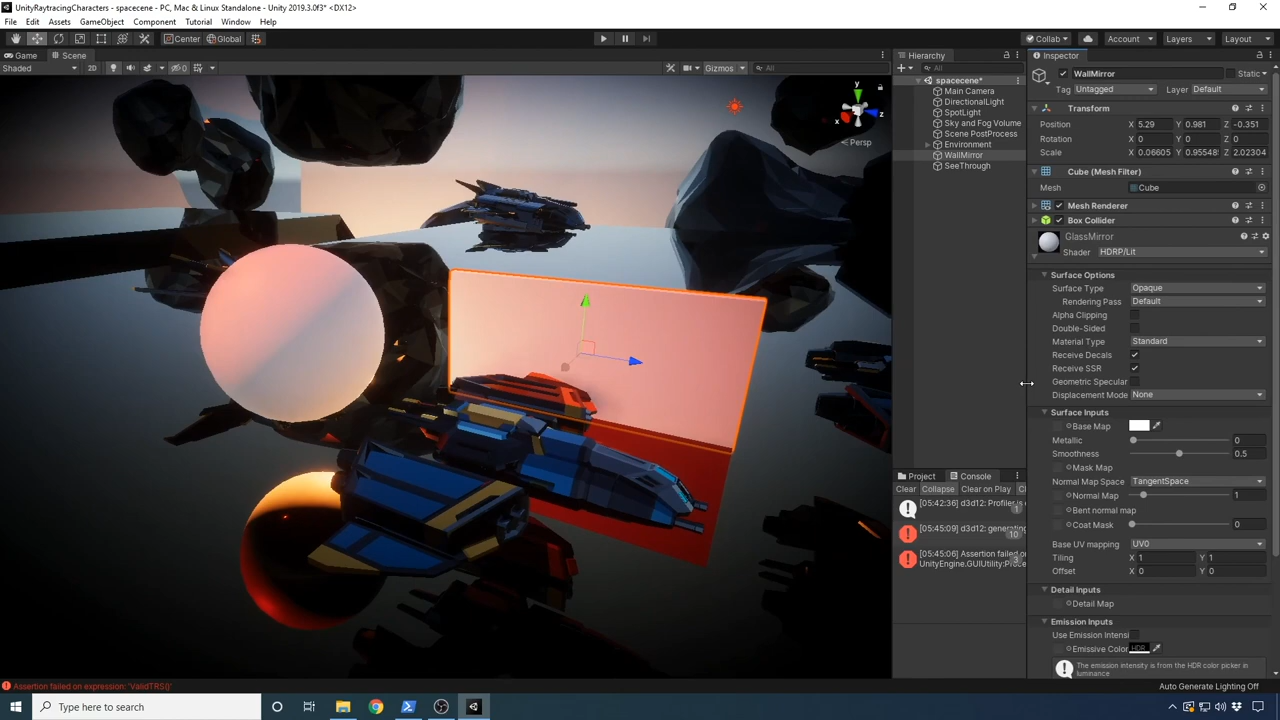 UnityRaytracingCharacters - spacecene - PC, Mac & Linux Standalone - Unity 2019.3.0f3* <DX12>
File Edit Assets GameObject Component Tutorial Window Help
Center Global Collab Account Layers Layout
Game Scene
Shaded 2D 0 Gizmos All
y
x z
Persp
Hierarchy
All
spacecene*
Main Camera
DirectionalLight
SpotLight
Sky and Fog Volume
Scene PostProcess
Environment
WallMirror
SeeThrough
Project Console
Clear Collapse Clear on Play
[05:42:36] d3d12: Profiler is
1
[05:45:09] d3d12: generating
10
[05:45:06] Assertion failed
UnityEngine.GUIUtility:Proce
Inspector
WallMirror Static
Tag Untagged Layer Default
Transform
Position X 5.29 Y 0.981 Z -0.351
Rotation X 0 Y 0 Z 0
Scale X 0.06605 Y 0.95548 Z 2.02304
Cube (Mesh Filter)
Mesh Cube
Mesh Renderer
Box Collider
GlassMirror
Shader HDRP/Lit
Surface Options
Surface Type Opaque
Rendering Pass Default
Alpha Clipping
Double-Sided
Material Type Standard
Receive Decals
Receive SSR
Geometric Specular
Displacement Mode None
Surface Inputs
Base Map
Metallic 0
Smoothness 0.5
Mask Map
Normal Map Space TangentSpace
Normal Map 1
Bent normal map
Coat Mask 0
Base UV mapping UV0
Tiling X 1 Y 1
Offset X 0 Y 0
Detail Inputs
Detail Map
Emission Inputs
Use Emission Intensi
Emissive Color HDR
The emission intensity is from the HDR color picker in
luminance
Assertion failed on expression: 'ValidTRS()'
Auto Generate Lighting Off
Type here to search